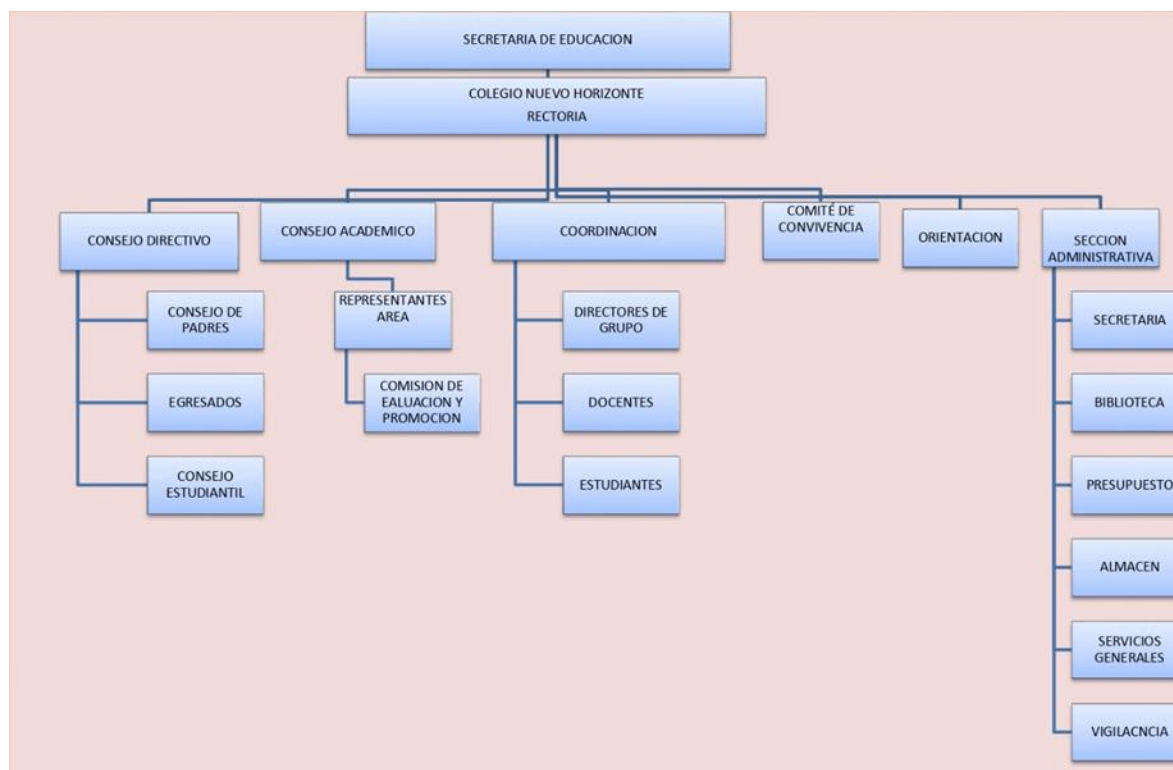 SECRETARIA DE EDUCACION
COLEGIO NUEVO HORIZONTE
RECTORIA
CONSEJO DIRECTIVO
CONSEJO ACADEMICO
COORDINACION
COMITÉ DE
CONVIVENCIA
ORIENTACION
SECCION
ADMINISTRATIVA
CONSEJO DE
PADRES
EGRESADOS
CONSEJO
ESTUDIANTIL
REPRESENTANTES
AREA
COMISION DE
EALUACION Y
PROMOCION
DIRECTORES DE
GRUPO
DOCENTES
ESTUDIANTES
SECRETARIA
BIBLIOTECA
PRESUPUESTO
ALMACEN
SERVICIOS
GENERALES
VIGILACNCIA